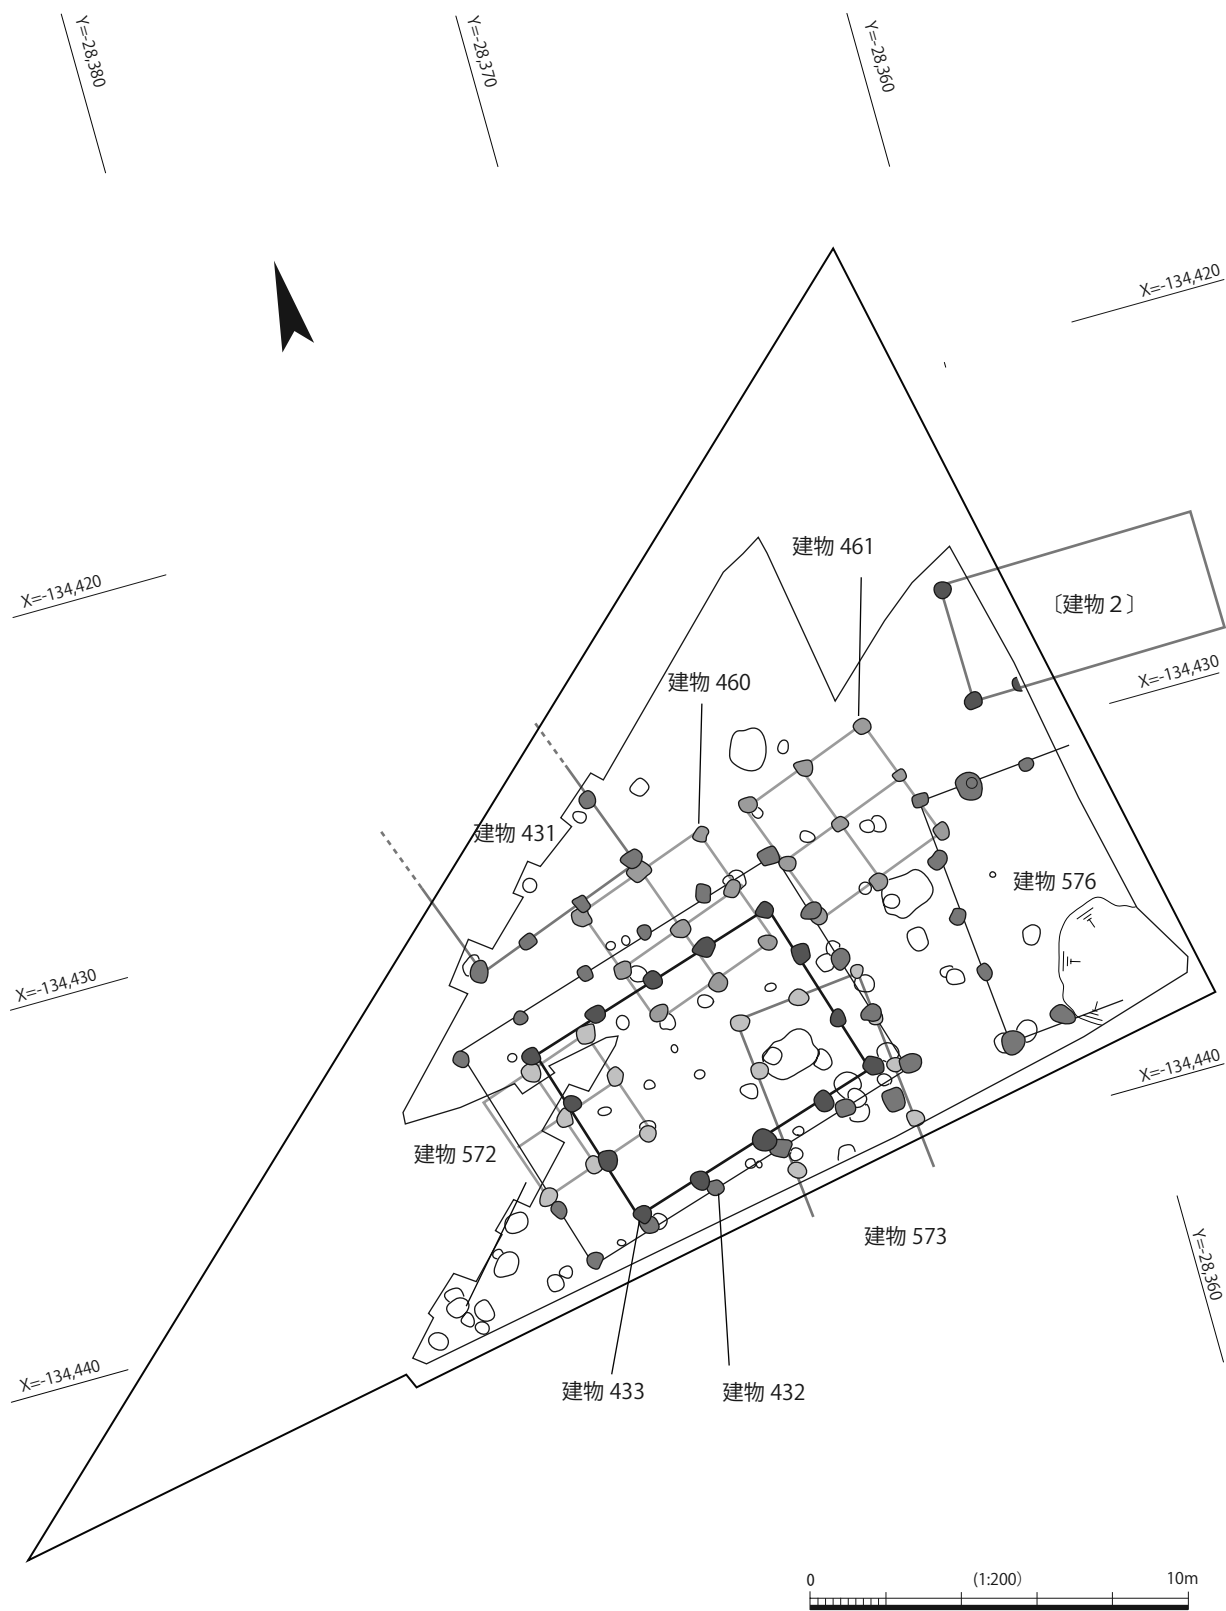 Y=-28,380
Y=-28,370
Y=-28,360
X=-134,420
X=-134,420
建物 461
〔建物２〕
建物 460
X=-134,430
建物 431
建物 576
X=-134,430
X=-134,440
建物 572
建物 573
Y=-28,360
X=-134,440
建物 433
建物 432
0
(1:200)
10m